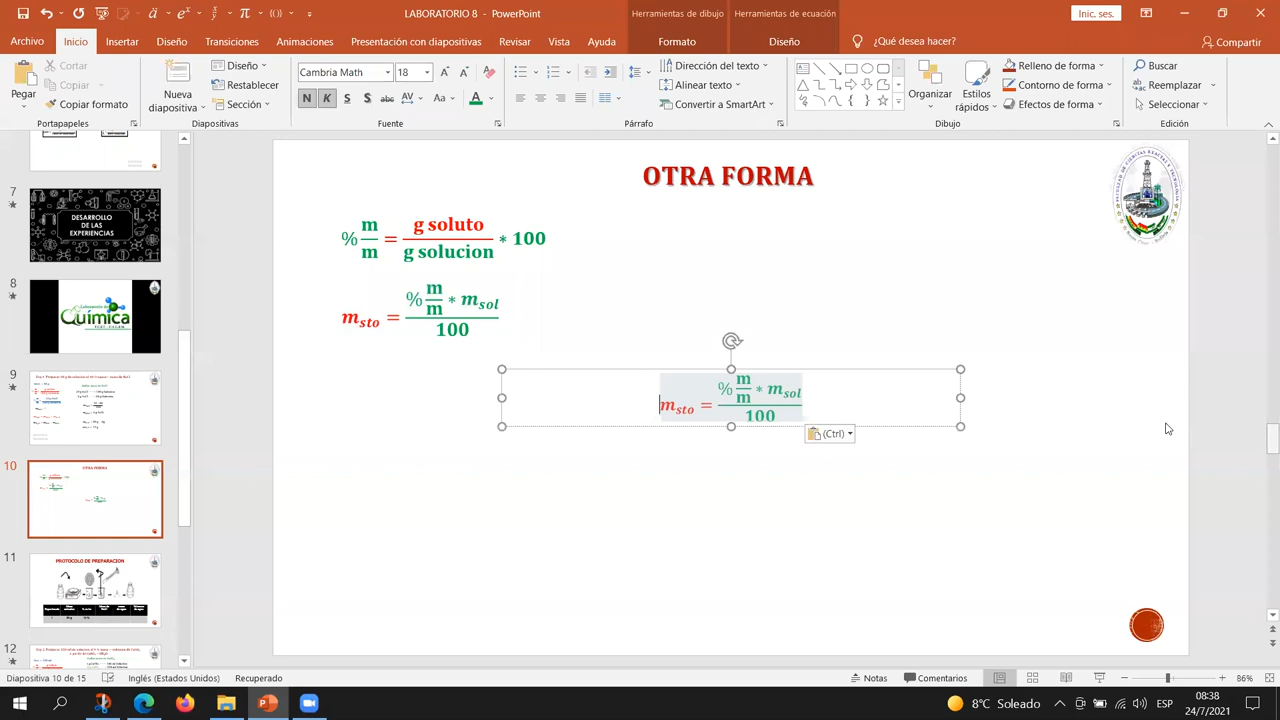 Herramientas de dibujo
Herramientas de ecuación
Inic. ses.
Archivo
Inicio
Insertar
Diseño
Transiciones
Animaciones
Presentación con diapositivas
Revisar
Vista
Ayuda
Formato
Diseño
¿Qué desea hacer?
Compartir
Pegar
Cortar
Copiar
Copiar formato
Portapapeles
Nueva diapositiva
Diseño
Restablecer
Sección
Diapositivas
Cambria Math
18
N K S S abc AV Aa A
Fuente
Dirección del texto
Alinear texto
Convertir a SmartArt
Párrafo
Organizar
Estilos rápidos
Relleno de forma
Contorno de forma
Efectos de forma
Dibujo
Buscar
Reemplazar
Seleccionar
Edición
7
DESARROLLO
DE LAS
EXPERIENCIAS
8
Química
9
10
OTRA FORMA
11
PROTOCOLO DE PREPARACION
12
OTRA FORMA
% m/m = g soluto / g solucion * 100
m_sto = % m/m * m_sol / 100
m_sto = % m/m * m_sol / 100
(Ctrl)
Diapositiva 10 de 15
Inglés (Estados Unidos)
Recuperado
Notas
Comentarios
86%
8°C Soleado
ESP
08:38
24/7/2021